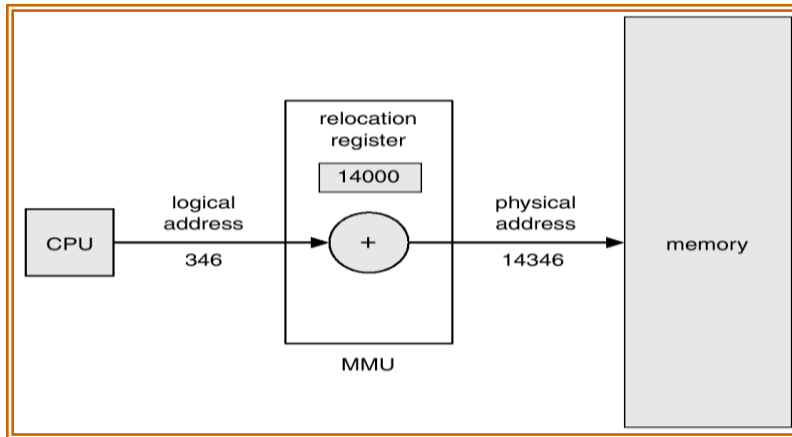 relocation
register
14000
logical
address
346
CPU
+
physical
address
14346
memory
MMU